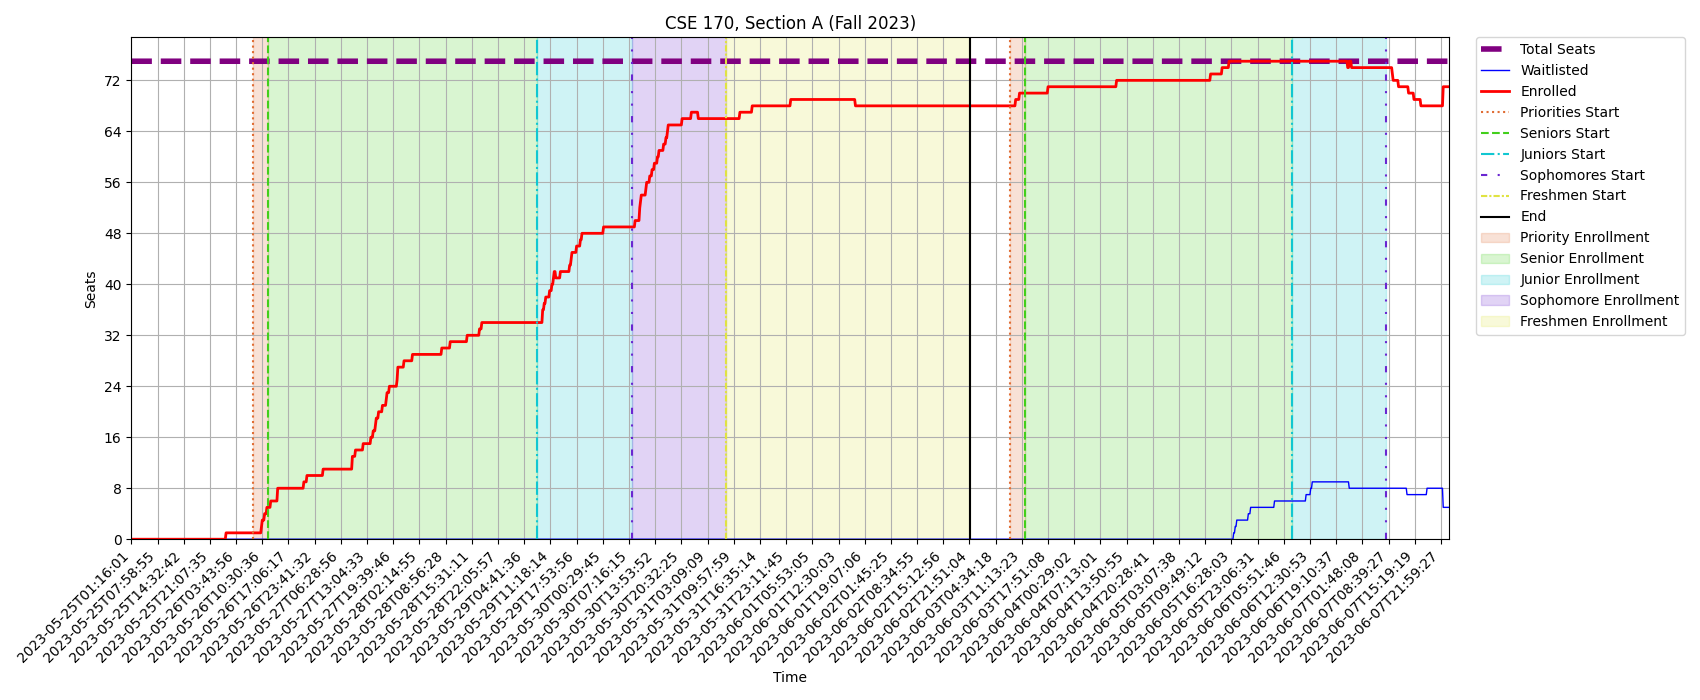 CSE 170, Section A (Fall 2023)
Seats
72
64
56
48
40
32
24
16
8
0
2023-05-25T01:16:01
2023-05-25T07:58:55
2023-05-25T14:32:42
2023-05-25T21:07:35
2023-05-26T03:43:56
2023-05-26T10:30:36
2023-05-26T17:06:17
2023-05-26T23:41:32
2023-05-27T06:28:56
2023-05-27T13:04:33
2023-05-27T19:39:46
2023-05-28T02:14:55
2023-05-28T08:56:28
2023-05-28T15:31:11
2023-05-28T22:05:57
2023-05-29T04:41:36
2023-05-29T11:18:14
2023-05-29T17:53:56
2023-05-30T00:29:45
2023-05-30T07:16:15
2023-05-30T13:53:52
2023-05-30T20:32:25
2023-05-31T03:09:09
2023-05-31T09:57:59
2023-05-31T16:35:14
2023-05-31T23:11:45
2023-06-01T05:53:05
2023-06-01T12:30:03
2023-06-01T19:07:06
2023-06-02T01:45:25
2023-06-02T08:34:55
2023-06-02T15:12:56
2023-06-02T21:51:04
2023-06-03T04:34:18
2023-06-03T11:13:23
2023-06-03T17:51:08
2023-06-04T00:29:02
2023-06-04T07:13:01
2023-06-04T13:50:55
2023-06-04T20:28:41
2023-06-05T03:07:38
2023-06-05T09:49:12
2023-06-05T16:28:03
2023-06-05T23:06:31
2023-06-06T05:51:46
2023-06-06T12:30:53
2023-06-06T19:10:37
2023-06-07T01:48:08
2023-06-07T08:39:27
2023-06-07T15:19:19
2023-06-07T21:59:27
Time
Total Seats
Waitlisted
Enrolled
Priorities Start
Seniors Start
Juniors Start
Sophomores Start
Freshmen Start
End
Priority Enrollment
Senior Enrollment
Junior Enrollment
Sophomore Enrollment
Freshmen Enrollment